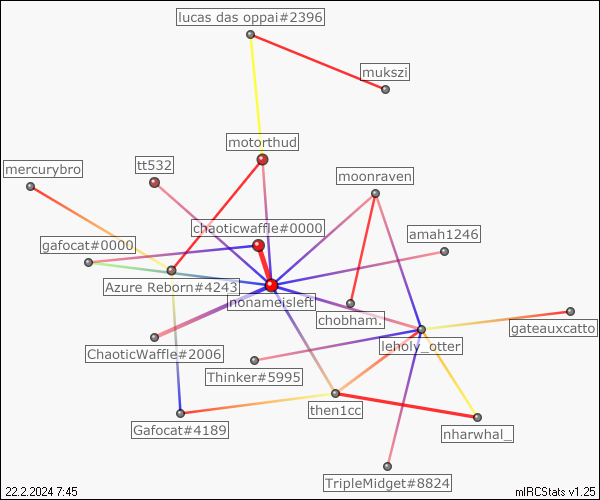 lucas das oppai#2396
mukszi
motorthud
mercurybro
tt532
moonraven
chaoticwaffle#0000
amah1246
gafocat#0000
Azure Reborn#4243
nonameisleft_
chobham.
gateauxcatto
leholy_otter
ChaoticWaffle#2006
Thinker#5995
then1cc
Gafocat#4189
nharwhal_
TripleMidget#8824
22.2.2024 7:45
mIRCStats v1.25